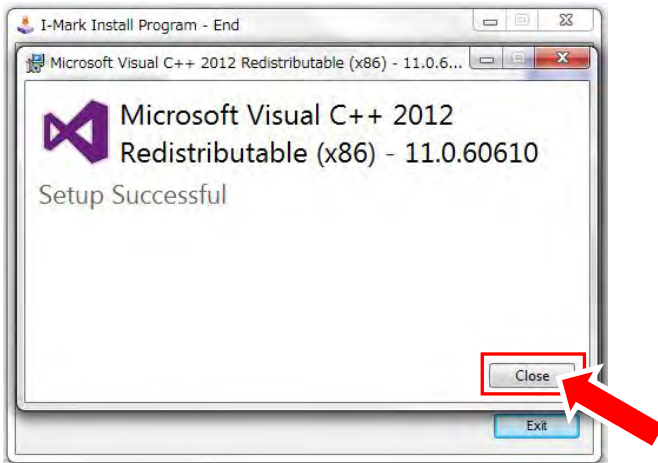 I-Mark Install Program - End
Microsoft Visual C++ 2012 Redistributable (x86) - 11.0.6...
Microsoft Visual C++ 2012
Redistributable (x86) - 11.0.60610
Setup Successful
Close
Exit